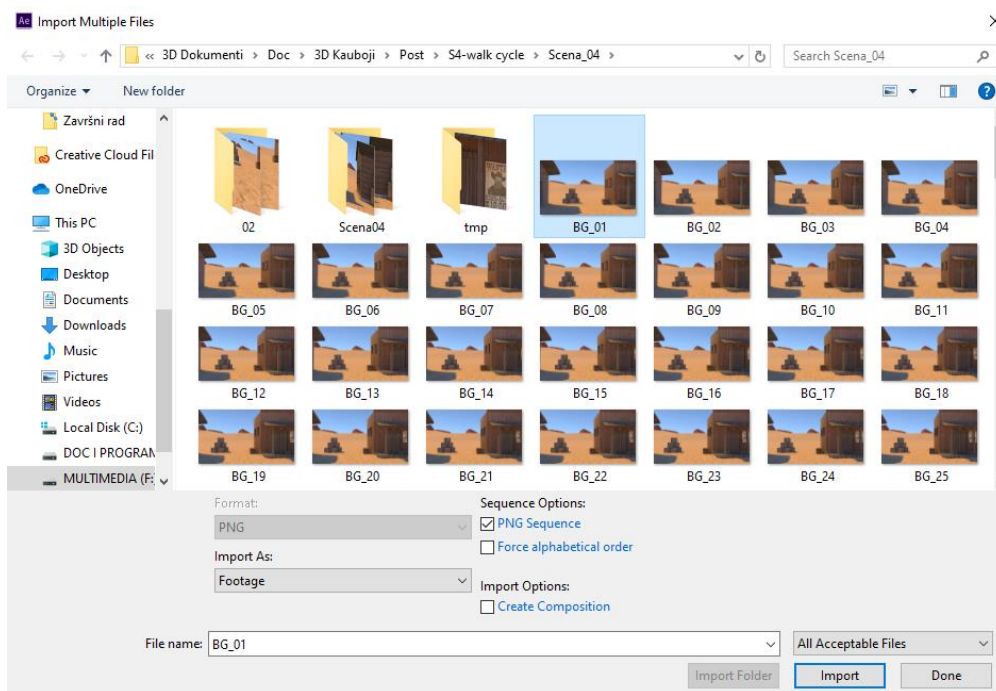 Ae Import Multiple Files
« 3D Dokumenti > Doc > 3D Kauboji > Post > S4-walk cycle > Scena_04 >
Search Scena_04
Organize
New folder
?
Završni rad
Creative Cloud Fil
OneDrive
This PC
3D Objects
Desktop
Documents
Downloads
Music
Pictures
Videos
Local Disk (C:)
DOC I PROGRAM
MULTIMEDIA (F:
02 Scena04 tmp BG_01 BG_02 BG_03 BG_04
BG_05 BG_06 BG_07 BG_08 BG_09 BG_10 BG_11
BG_12 BG_13 BG_14 BG_15 BG_16 BG_17 BG_18
BG_19 BG_20 BG_21 BG_22 BG_23 BG_24 BG_25
Format:
PNG
Import As:
Footage
Sequence Options:
PNG Sequence
Force alphabetical order
Import Options:
Create Composition
File name: BG_01
All Acceptable Files
Import Folder
Import
Done